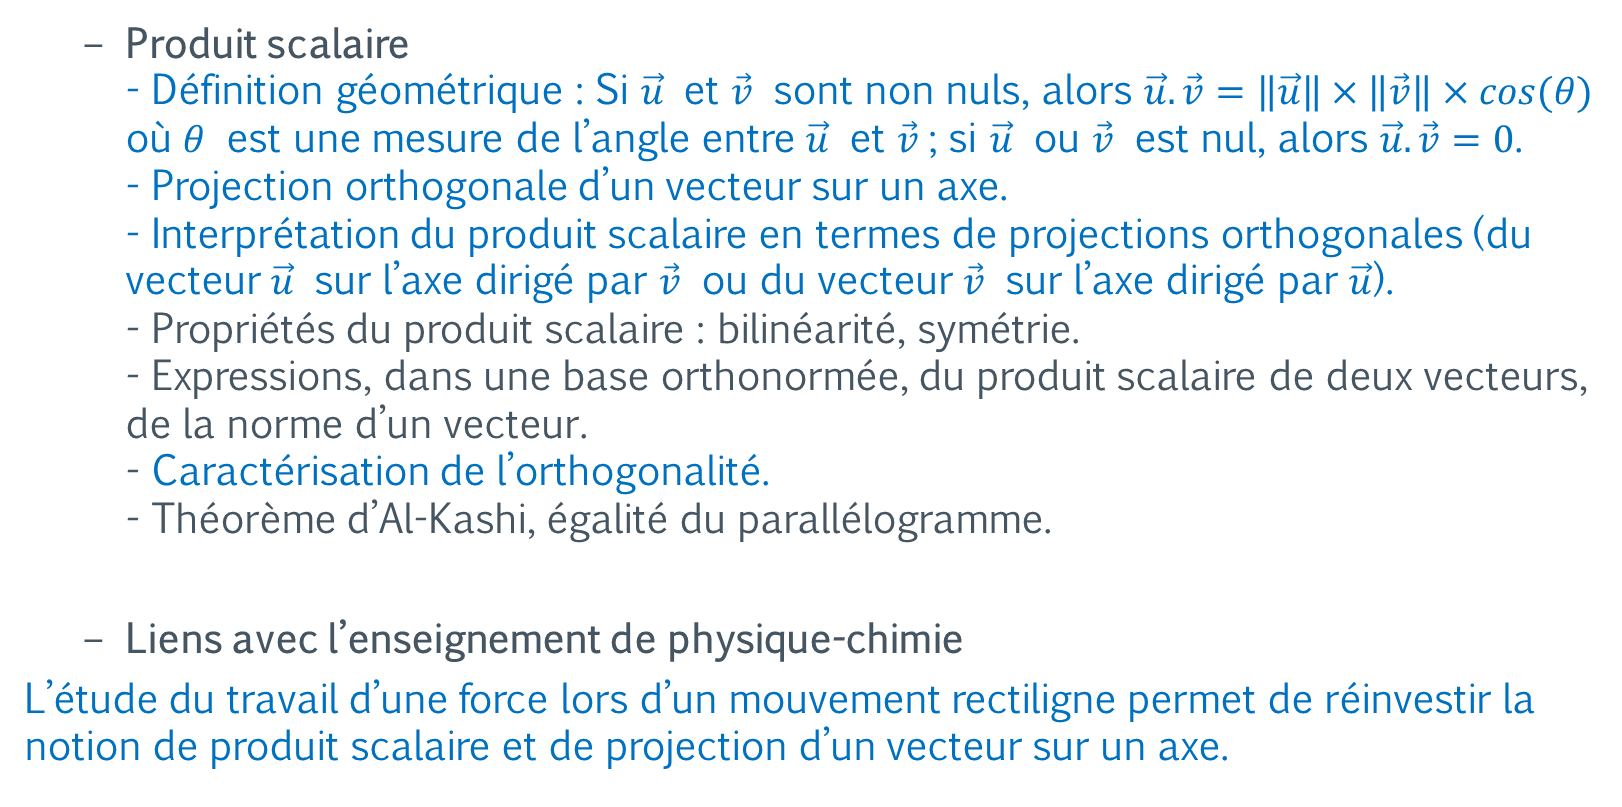 – Produit scalaire
- Définition géométrique : Si u⃗ et v⃗ sont non nuls, alors u⃗. v⃗ = ‖u⃗‖ × ‖v⃗‖ × cos(θ)
où θ est une mesure de l’angle entre u⃗ et v⃗ ; si u⃗ ou v⃗ est nul, alors u⃗. v⃗ = 0.
- Projection orthogonale d’un vecteur sur un axe.
- Interprétation du produit scalaire en termes de projections orthogonales (du
vecteur u⃗ sur l’axe dirigé par v⃗ ou du vecteur v⃗ sur l’axe dirigé par u⃗).
- Propriétés du produit scalaire : bilinéarité, symétrie.
- Expressions, dans une base orthonormée, du produit scalaire de deux vecteurs,
de la norme d’un vecteur.
- Caractérisation de l’orthogonalité.
- Théorème d’Al-Kashi, égalité du parallélogramme.
– Liens avec l’enseignement de physique-chimie
L’étude du travail d’une force lors d’un mouvement rectiligne permet de réinvestir la
notion de produit scalaire et de projection d’un vecteur sur un axe.